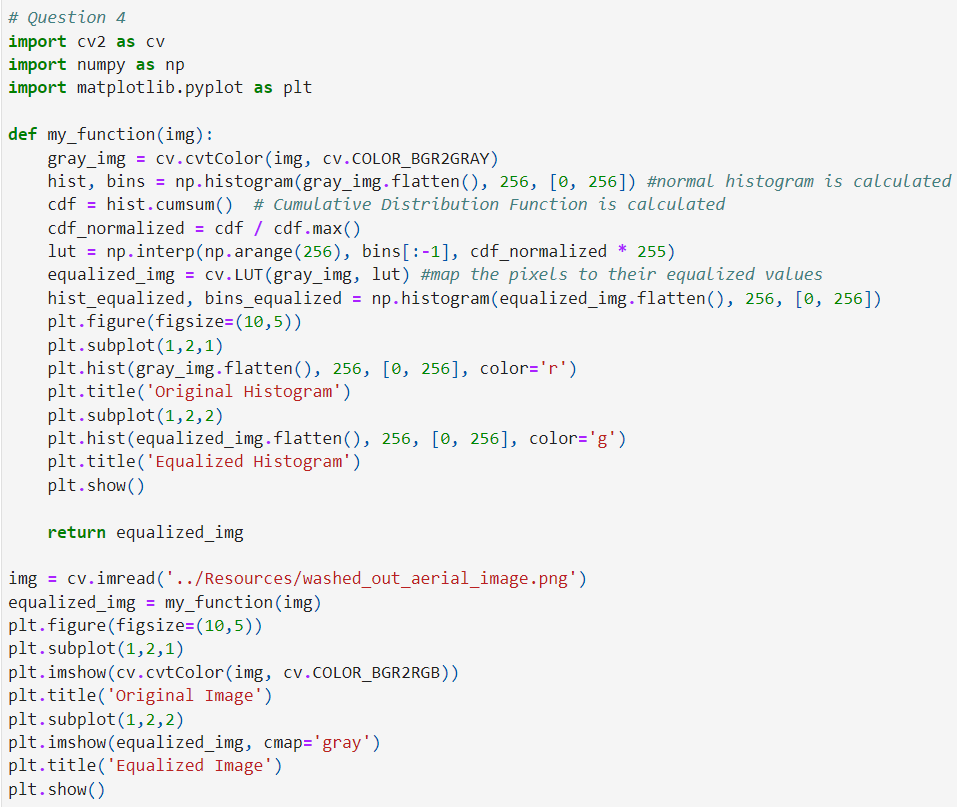 # Question 4
import cv2 as cv
import numpy as np
import matplotlib.pyplot as plt

def my_function(img):
    gray_img = cv.cvtColor(img, cv.COLOR_BGR2GRAY)
    hist, bins = np.histogram(gray_img.flatten(), 256, [0, 256]) #normal histogram is calculated
    cdf = hist.cumsum()  # Cumulative Distribution Function is calculated
    cdf_normalized = cdf / cdf.max()
    lut = np.interp(np.arange(256), bins[:-1], cdf_normalized * 255)
    equalized_img = cv.LUT(gray_img, lut) #map the pixels to their equalized values
    hist_equalized, bins_equalized = np.histogram(equalized_img.flatten(), 256, [0, 256])
    plt.figure(figsize=(10,5))
    plt.subplot(1,2,1)
    plt.hist(gray_img.flatten(), 256, [0, 256], color='r')
    plt.title('Original Histogram')
    plt.subplot(1,2,2)
    plt.hist(equalized_img.flatten(), 256, [0, 256], color='g')
    plt.title('Equalized Histogram')
    plt.show()

    return equalized_img

img = cv.imread('../Resources/washed_out_aerial_image.png')
equalized_img = my_function(img)
plt.figure(figsize=(10,5))
plt.subplot(1,2,1)
plt.imshow(cv.cvtColor(img, cv.COLOR_BGR2RGB))
plt.title('Original Image')
plt.subplot(1,2,2)
plt.imshow(equalized_img, cmap='gray')
plt.title('Equalized Image')
plt.show()